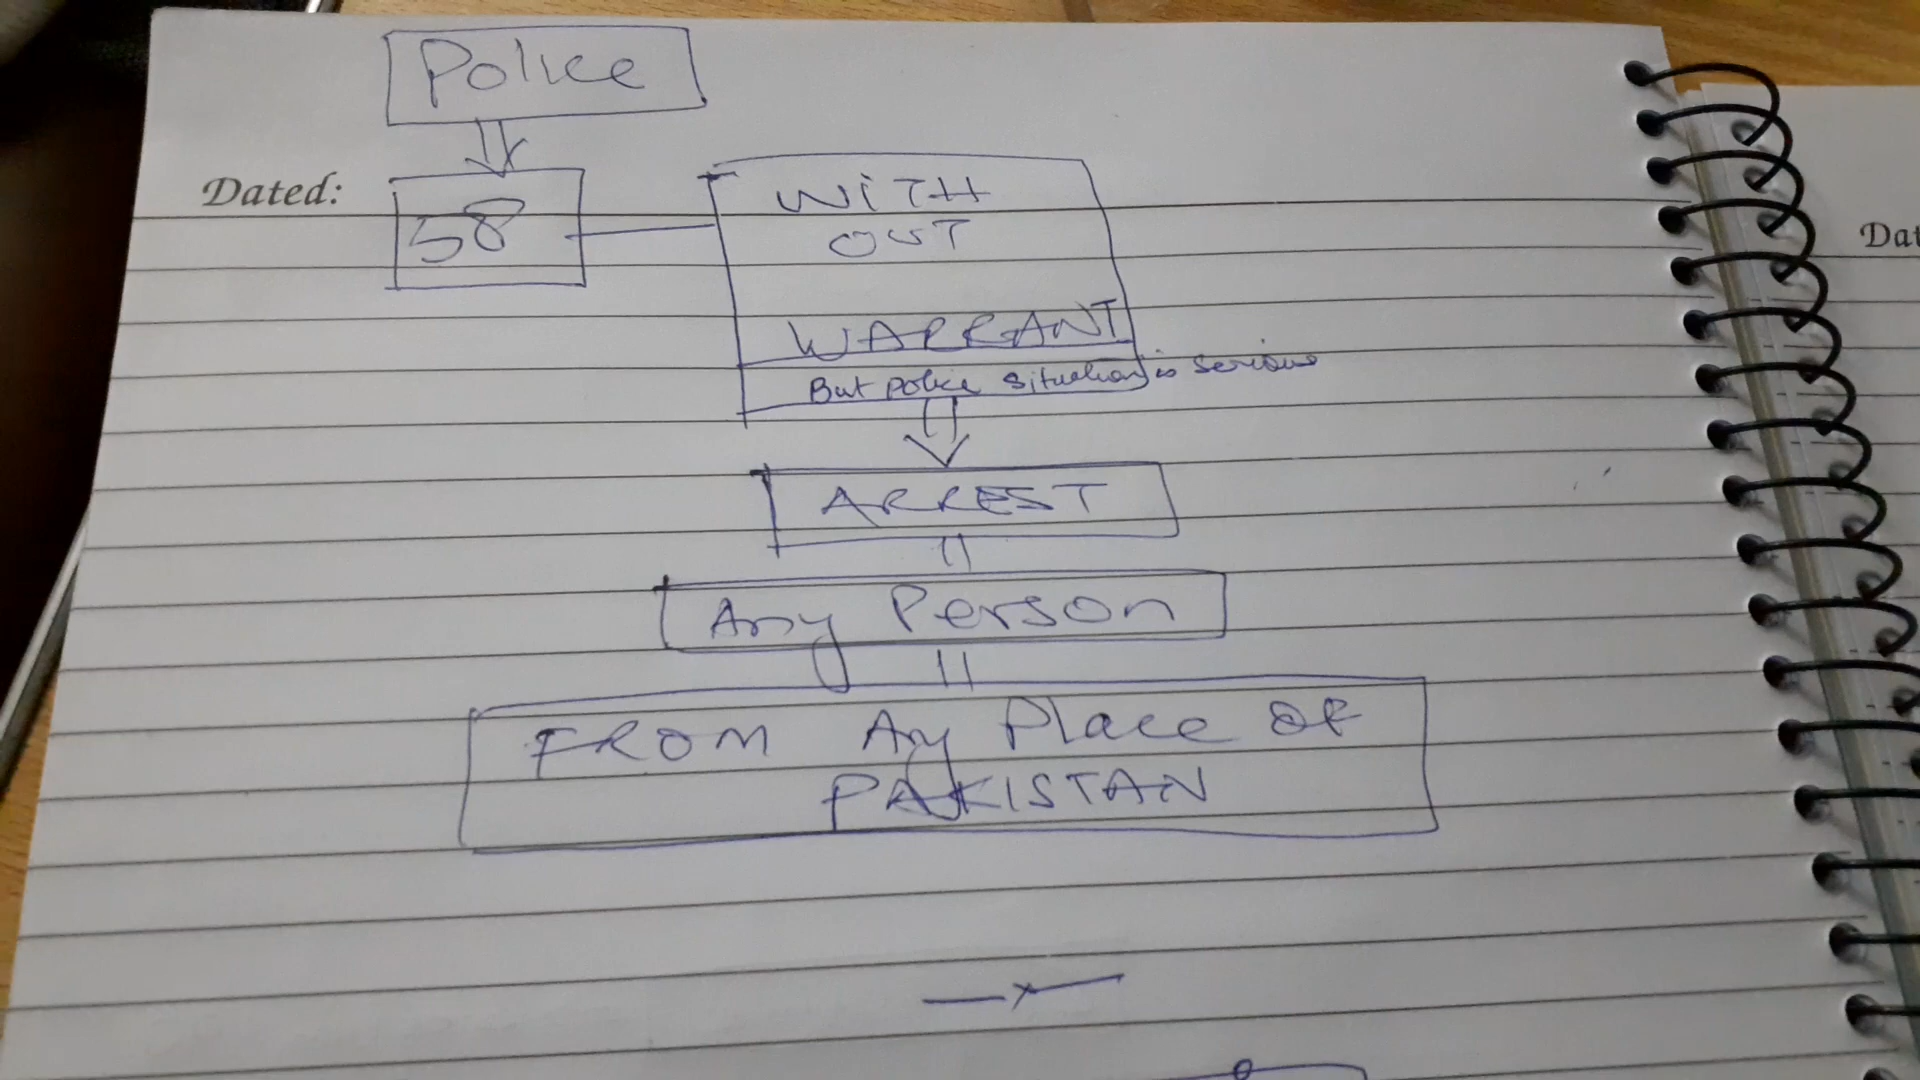 Police
Dated:
58
WiTH
OUT
WARRANT
But police situation is serious
ARREST
Any Person
FROM Any Place OF
PAKISTAN
Dat